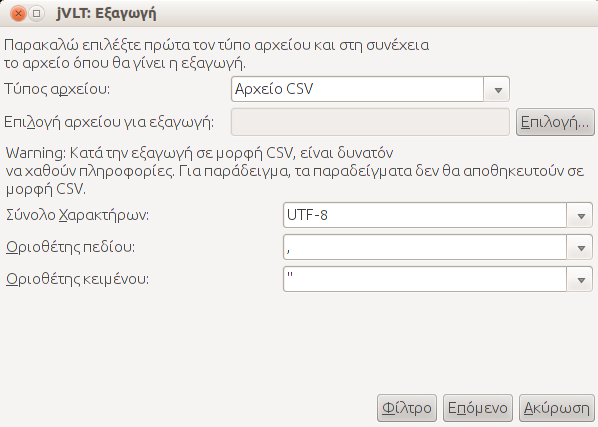 jVLT: Εξαγωγή
Παρακαλώ επιλέξτε πρώτα τον τύπο αρχείου και στη συνέχεια
το αρχείο όπου θα γίνει η εξαγωγή.
Τύπος αρχείου: Αρχείο CSV
Επιλογή αρχείου για εξαγωγή: Επιλογή...
Warning: Κατά την εξαγωγή σε μορφή CSV, είναι δυνατόν
να χαθούν πληροφορίες. Για παράδειγμα, τα παραδείγματα δεν θα αποθηκευτούν σε
μορφή CSV.
Σύνολο Χαρακτήρων: UTF-8
Οριοθέτης πεδίου: ,
Οριοθέτης κειμένου: "
Φίλτρο Επόμενο Ακύρωση